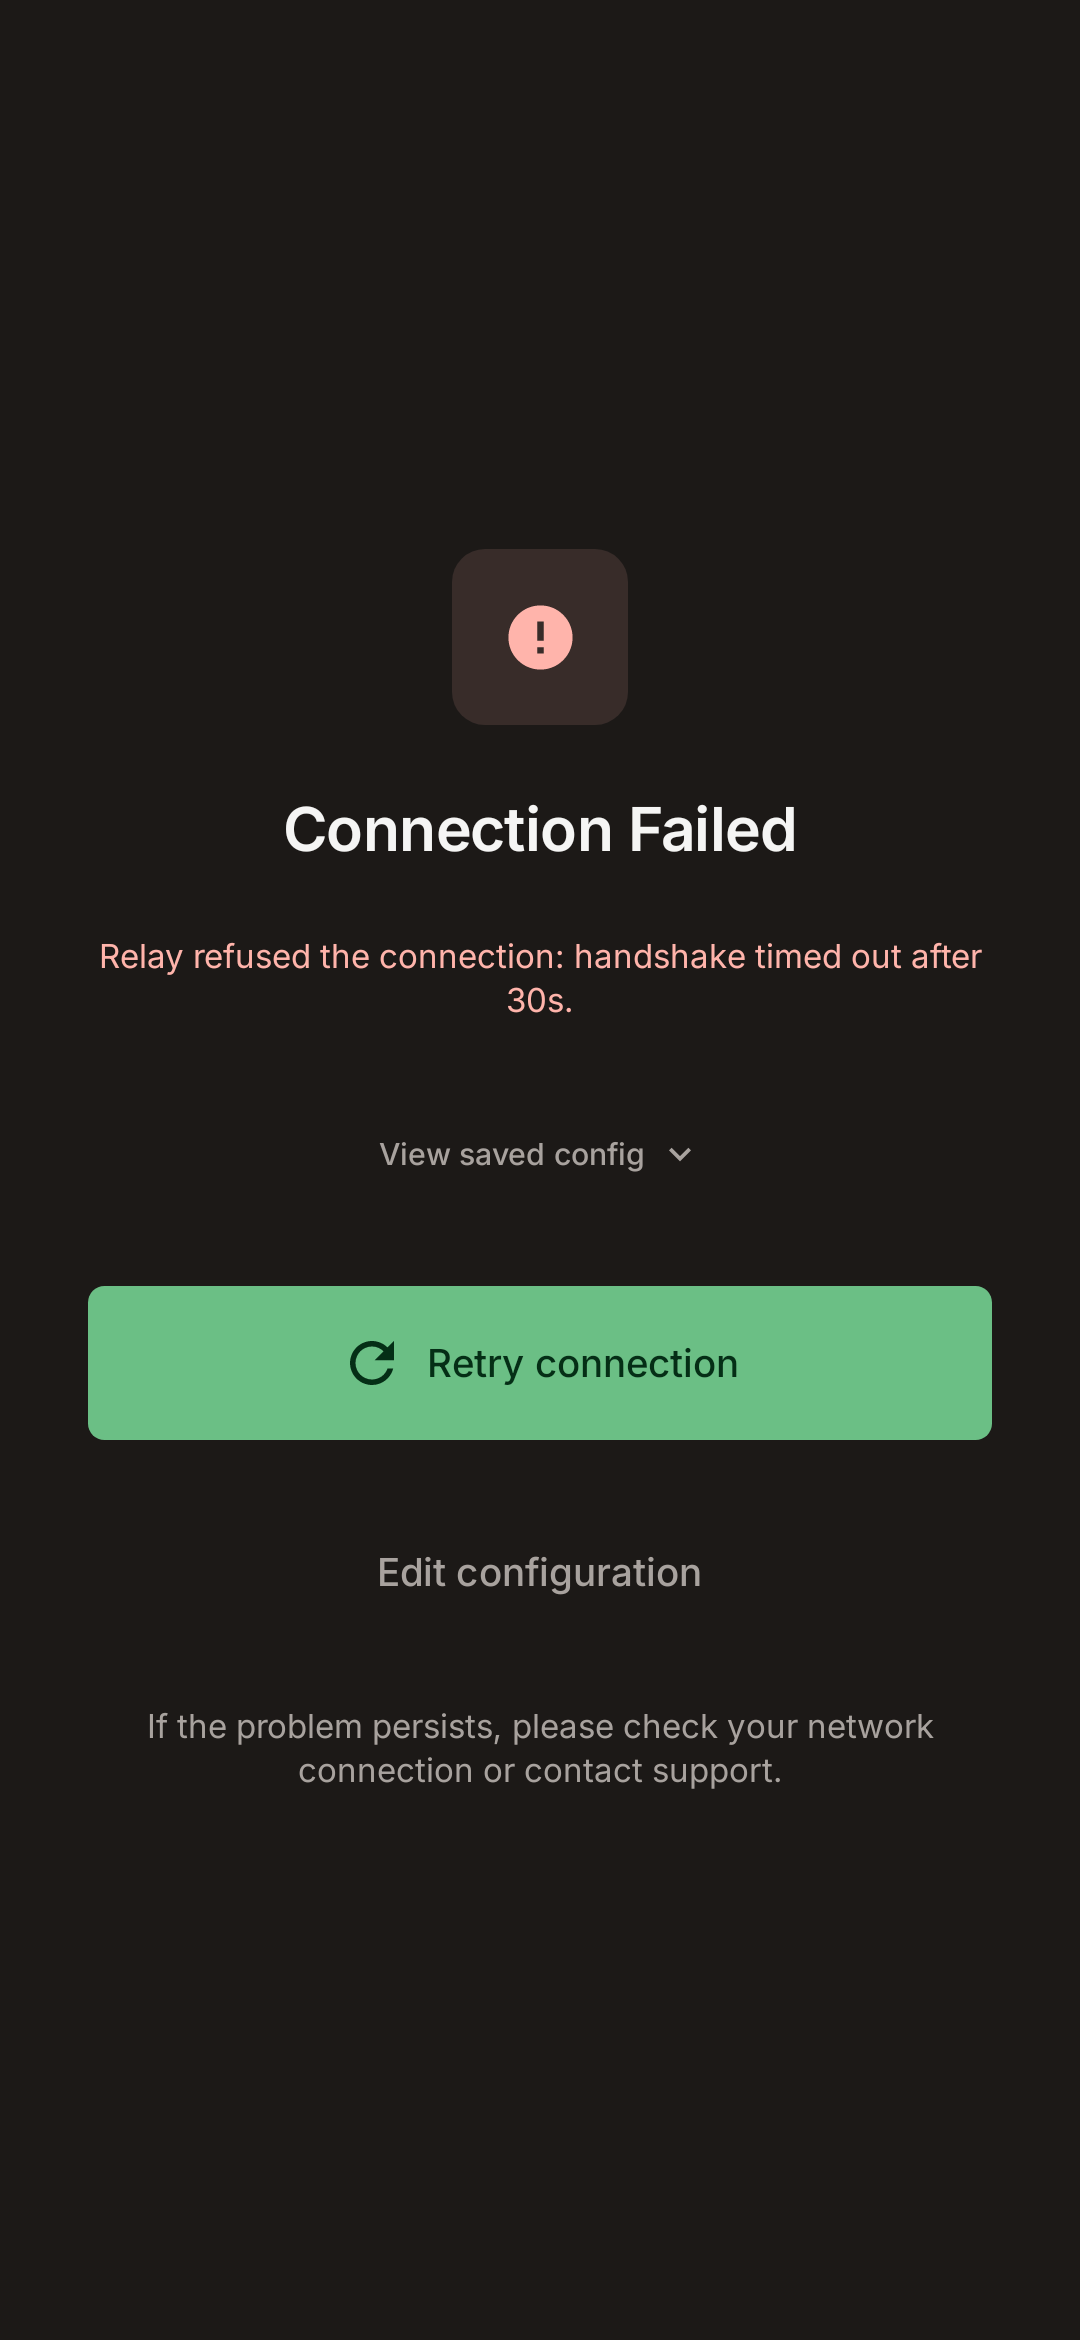 Connection Failed
Relay refused the connection: handshake timed out after
30s.
View saved config
Retry connection
Edit configuration
If the problem persists, please check your network
connection or contact support.